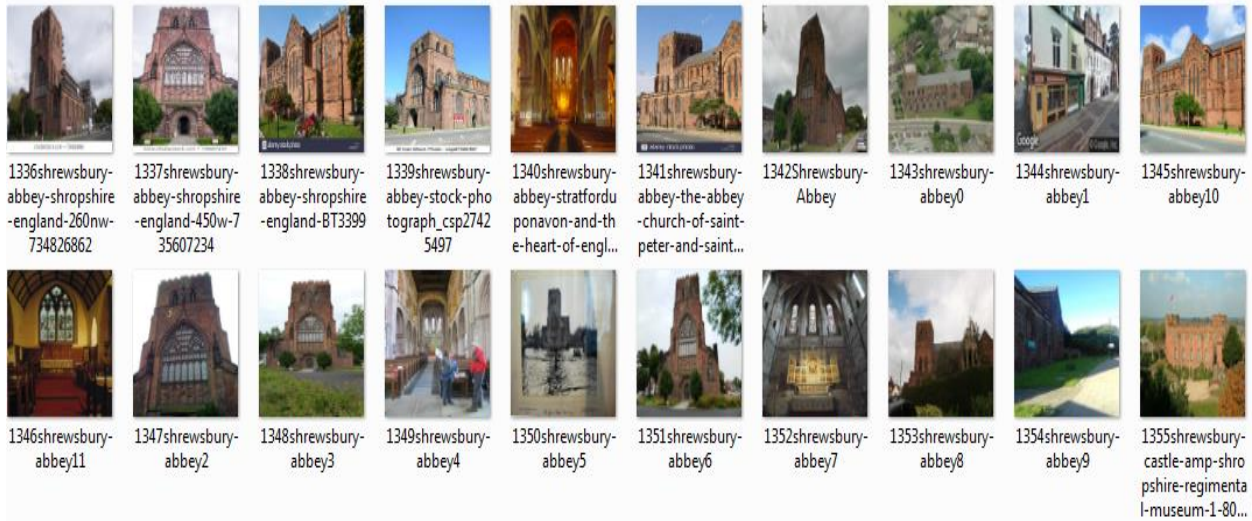 1336shrewsbury-
abbey-shropshire
-england-260nw-
734826862
1337shrewsbury-
abbey-shropshire
-england-450w-7
35607234
1338shrewsbury-
abbey-shropshire
-england-BT3399
1339shrewsbury-
abbey-stock-pho
tograph_csp2742
5497
1340shrewsbury-
abbey-stratfordu
ponavon-and-th
e-heart-of-engl...
1341shrewsbury-
abbey-the-abbey
-church-of-saint-
peter-and-saint...
1342Shrewsbury-
Abbey
1343shrewsbury-
abbey0
Google
1344shrewsbury-
abbey1
1345shrewsbury-
abbey10
1346shrewsbury-
abbey11
1347shrewsbury-
abbey2
1348shrewsbury-
abbey3
1349shrewsbury-
abbey4
1350shrewsbury-
abbey5
1351shrewsbury-
abbey6
1352shrewsbury-
abbey7
1353shrewsbury-
abbey8
1354shrewsbury-
abbey9
1355shrewsbury-
castle-amp-shro
pshire-regimenta
l-museum-1-80...